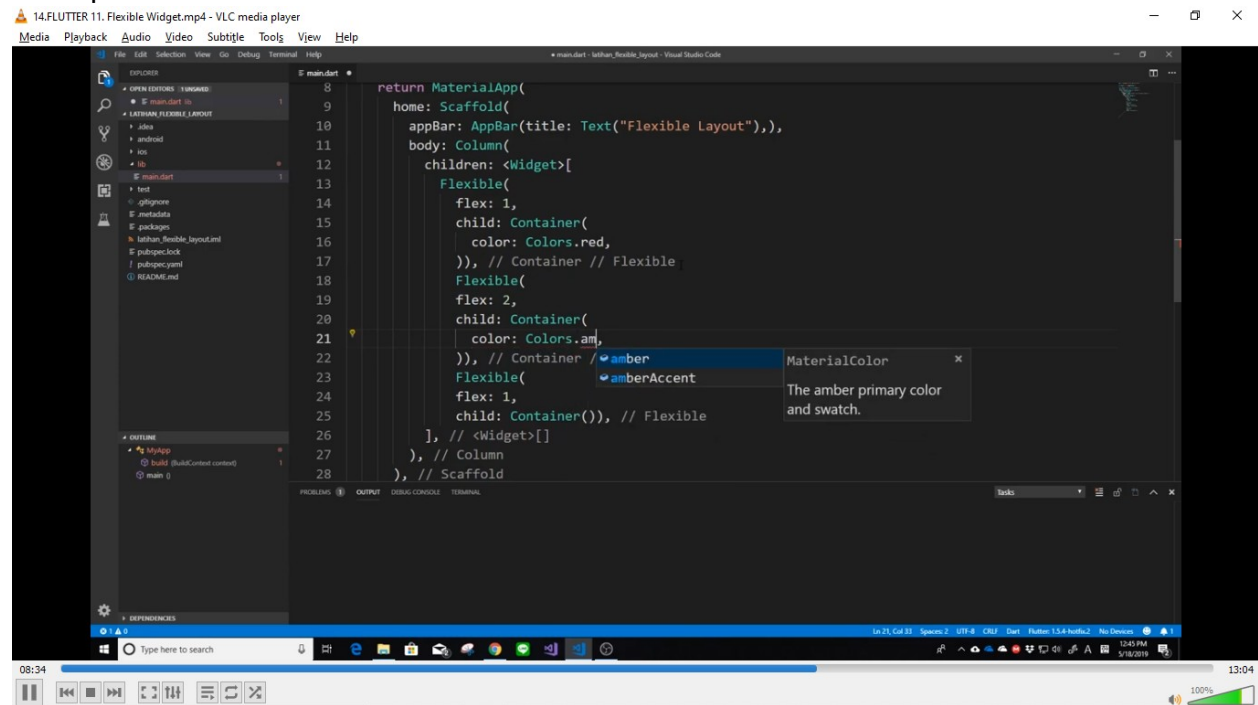 14.FLUTTER 11. Flexible Widget.mp4 - VLC media player
Media Playback Audio Video Subtitle Tools View Help
File Edit Selection View Go Debug Terminal Help
● main.dart - latihan_flexible_layout - Visual Studio Code
EXPLORER
OPEN EDITORS 1 UNSAVED
main.dart lib 1
LATIHAN_FLEXIBLE_LAYOUT
.idea
android
ios
lib
main.dart 1
test
.gitignore
.metadata
.packages
latihan_flexible_layout.iml
pubspec.lock
pubspec.yaml
README.md
OUTLINE
MyApp
build (BuildContext context) 1
main ()
DEPENDENCIES
main.dart
8 return MaterialApp(
9 home: Scaffold(
10 appBar: AppBar(title: Text("Flexible Layout"),),
11 body: Column(
12 children: <Widget>[
13 Flexible(
14 flex: 1,
15 child: Container(
16 color: Colors.red,
17 )), // Container // Flexible
18 Flexible(
19 flex: 2,
20 child: Container(
21 color: Colors.am,
22 )), // Container /
23 Flexible(
24 flex: 1,
25 child: Container()), // Flexible
26 ], // <Widget>[]
27 ), // Column
28 ), // Scaffold
amber
amberAccent
MaterialColor ×
The amber primary color
and swatch.
PROBLEMS 1 OUTPUT DEBUG CONSOLE TERMINAL
Tasks
1 0
Ln 21, Col 33 Spaces: 2 UTF-8 CRLF Dart Flutter: 1.5.4-hotfix.2 No Devices 1
Type here to search
12:45 PM
5/18/2019
08:34
13:04
100%